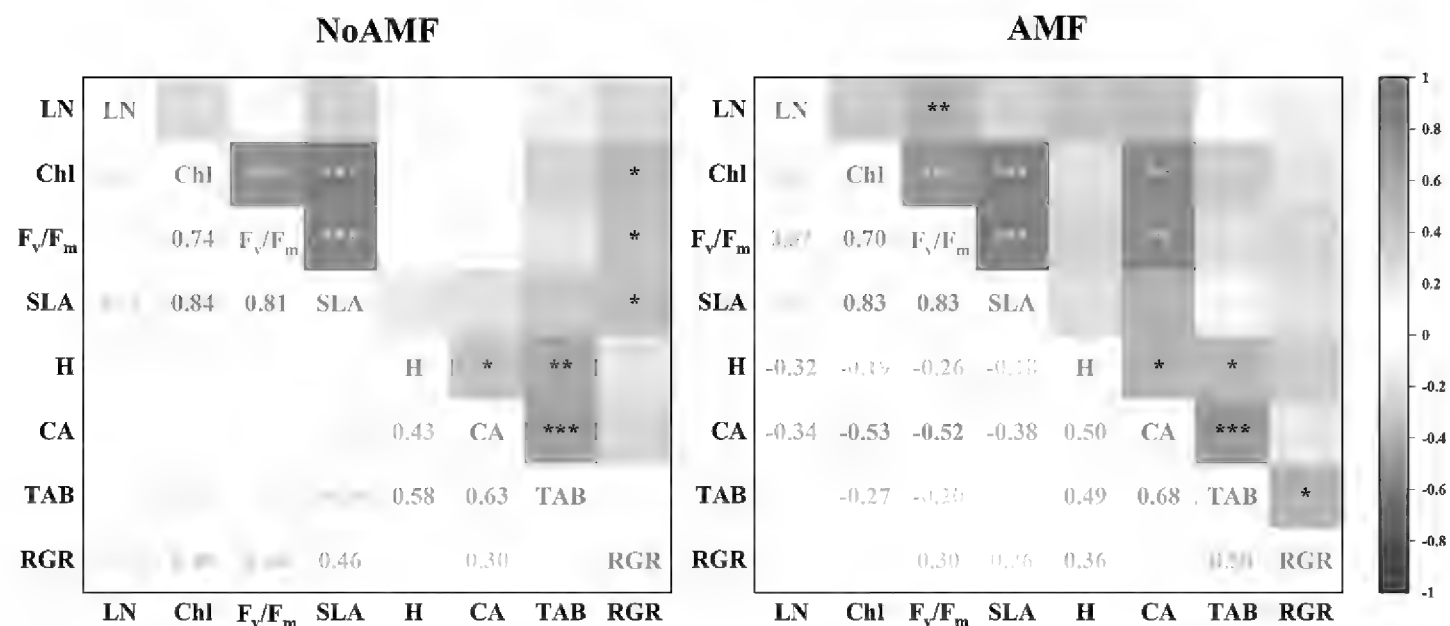 NoAMF AMF
LN LN LN LN ** 1
0.8
Chl Chl *** * Chl Chl *** 0.6
0.4
Fv/Fm 0.74 Fv/Fm *** * Fv/Fm 0.70 Fv/Fm *** 0.2
SLA 0.84 0.81 SLA * SLA 0.83 0.83 SLA 0
H H * ** H -0.32 -0.26 H * * -0.2
CA 0.43 CA *** CA -0.34 -0.53 -0.52 -0.38 0.50 CA *** -0.4
TAB 0.58 0.63 TAB TAB -0.27 0.49 0.68 TAB * -0.6
RGR 0.46 0.30 RGR RGR 0.30 0.36 RGR -0.8
-1
LN Chl Fv/Fm SLA H CA TAB RGR LN Chl Fv/Fm SLA H CA TAB RGR